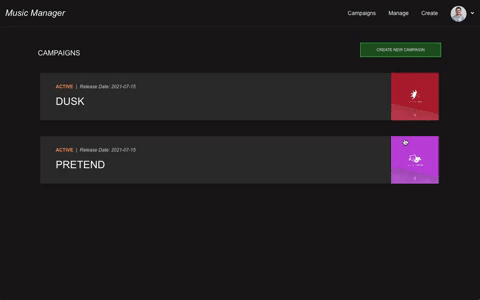 Music Manager
Campaigns
Manage
Create
CAMPAIGNS
CREATE NEW CAMPAIGN
ACTIVE | Release Date: 2021-07-15
DUSK
ACTIVE | Release Date: 2021-07-15
PRETEND